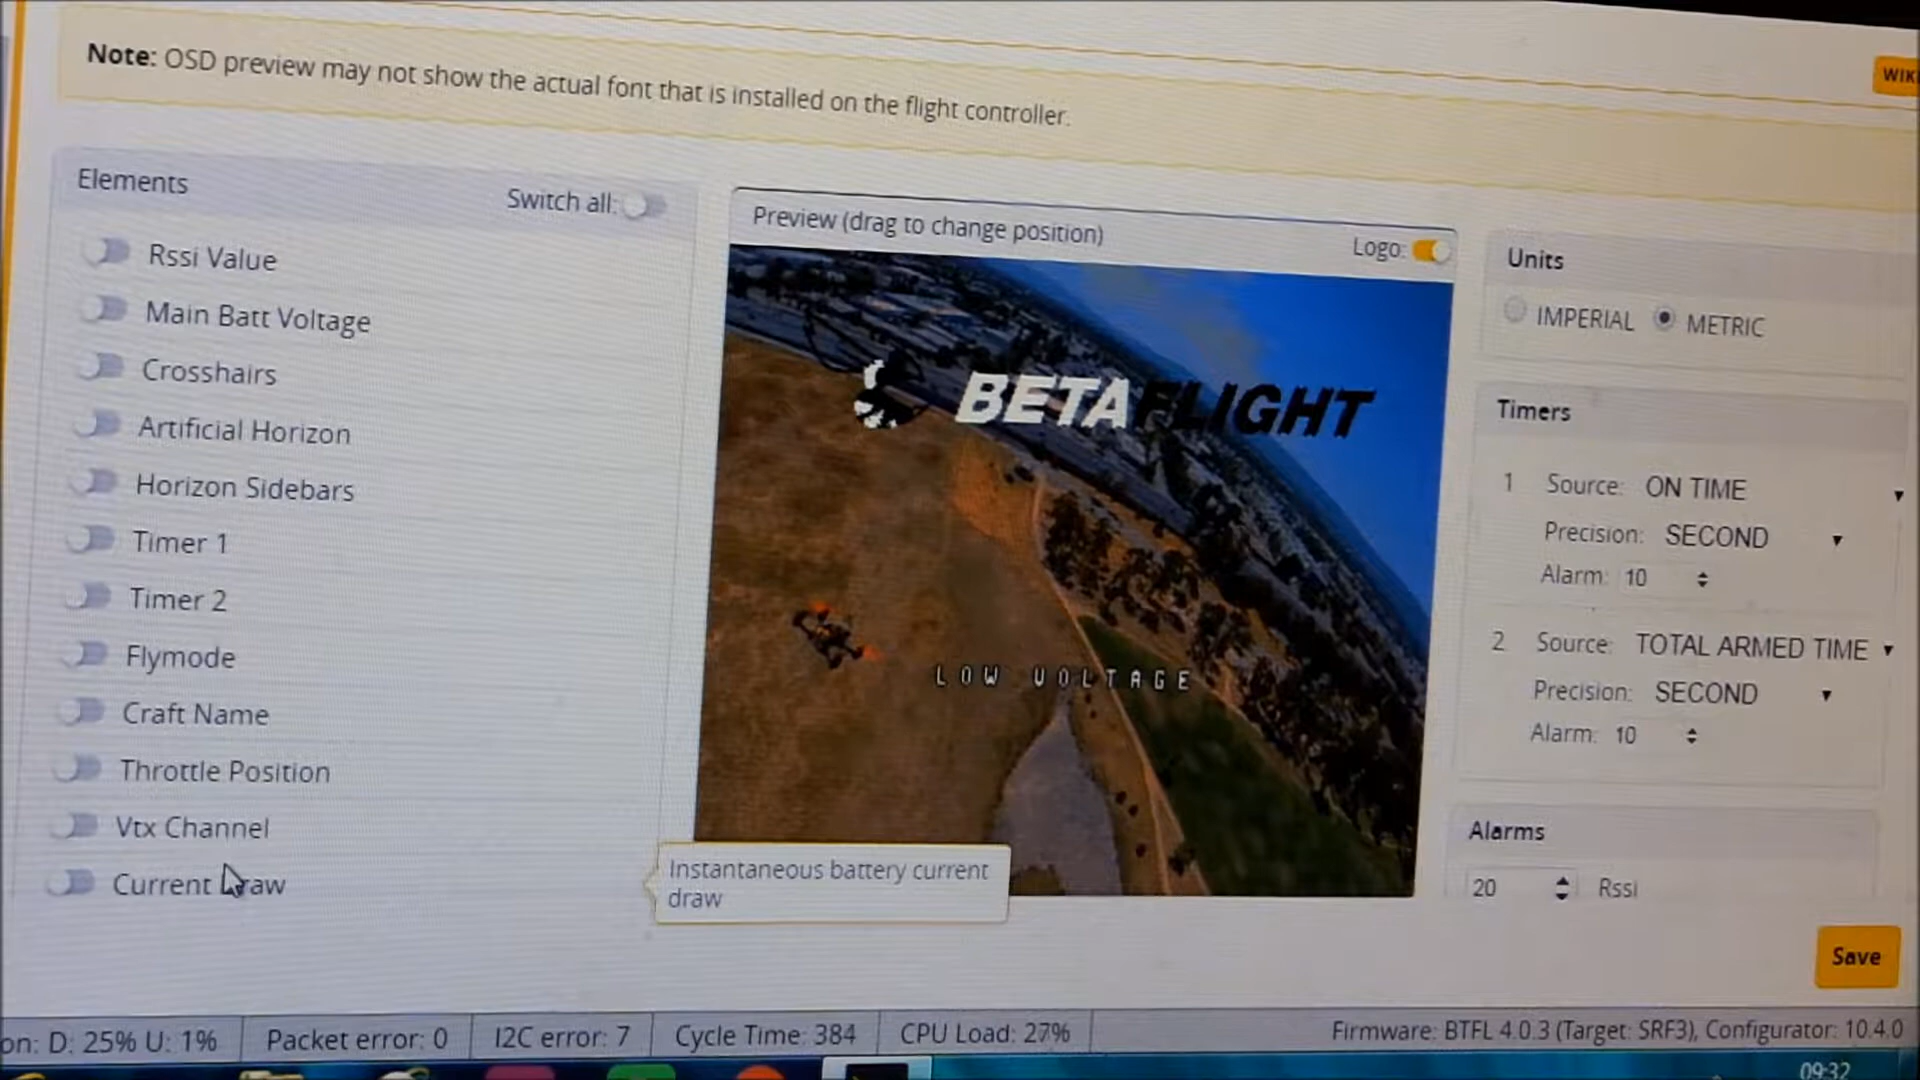 Note: OSD preview may not show the actual font that is installed on the flight controller.
WIK
Elements
Switch all:
Rssi Value
Main Batt Voltage
Crosshairs
Artificial Horizon
Horizon Sidebars
Timer 1
Timer 2
Flymode
Craft Name
Throttle Position
Vtx Channel
Current Draw
Preview (drag to change position)
Logo:
BETAFLIGHT
LOW VOLTAGE
Instantaneous battery current
draw
Units
IMPERIAL METRIC
Timers
1 Source: ON TIME
Precision: SECOND
Alarm: 10
2 Source: TOTAL ARMED TIME
Precision: SECOND
Alarm: 10
Alarms
20 Rssi
Save
on: D: 25% U: 1% Packet error: 0 I2C error: 7 Cycle Time: 384 CPU Load: 27% Firmware: BTFL 4.0.3 (Target: SRF3), Configurator: 10.4.0
09:32